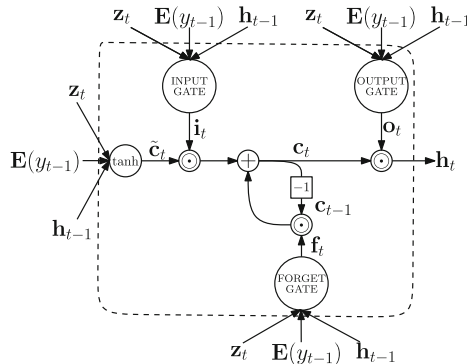 z_t E(y_{t-1}) h_{t-1} z_t E(y_{t-1}) h_{t-1}
INPUT
GATE
OUTPUT
GATE
z_t
i_t
o_t
E(y_{t-1})
tanh
c̃_t
c_t
h_t
-1
h_{t-1}
c_{t-1}
f_t
FORGET
GATE
z_t E(y_{t-1}) h_{t-1}